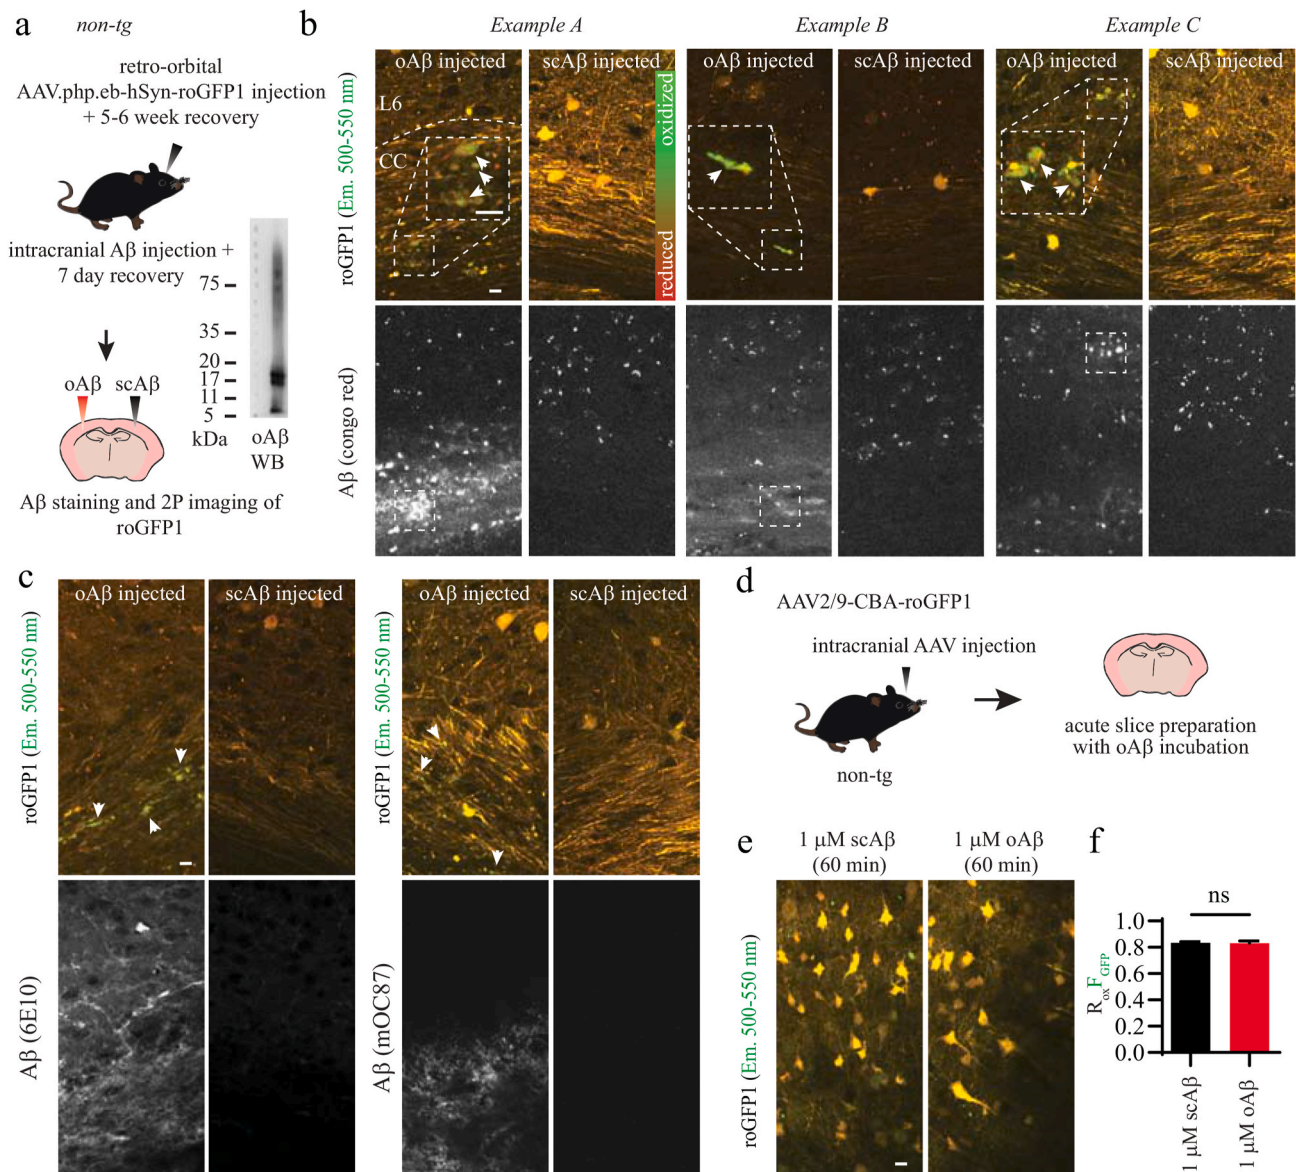 a
non-tg
retro-orbital
AAV.php.eb-hSyn-roGFP1 injection
+ 5-6 week recovery
intracranial Aβ injection +
7 day recovery
75
35
20
17
11
5
kDa
oAβ
WB
oAβ
scAβ
Aβ staining and 2P imaging of
roGFP1
b
Example A
Example B
Example C
oAβ injected
scAβ injected
oAβ injected
scAβ injected
oAβ injected
scAβ injected
L6
CC
oxidized
reduced
roGFP1 (Em. 500-550 nm)
Aβ (congo red)
c
oAβ injected
scAβ injected
oAβ injected
scAβ injected
roGFP1 (Em. 500-550 nm)
roGFP1 (Em. 500-550 nm)
Aβ (6E10)
Aβ (mOC87)
d
AAV2/9-CBA-roGFP1
intracranial AAV injection
non-tg
acute slice preparation
with oAβ incubation
e
1 μM scAβ
(60 min)
1 μM oAβ
(60 min)
roGFP1 (Em. 500-550 nm)
f
ns
1.0
0.8
0.6
0.4
0.2
0.0
RoxFGFP
1 μM scAβ
1 μM oAβ